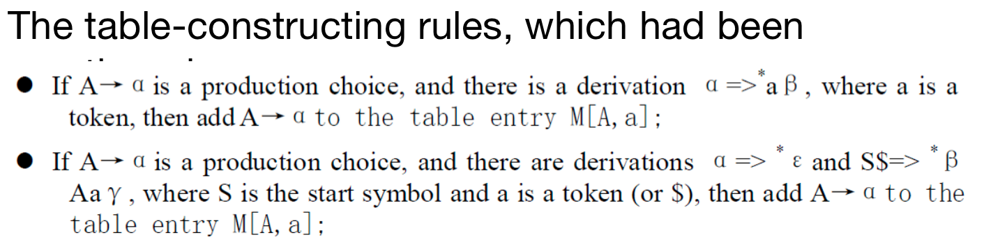 The table-constructing rules, which had been
● If A→ α is a production choice, and there is a derivation α =>*a β , where a is a
token, then add A→ α to the table entry M[A, a];
● If A→ α is a production choice, and there are derivations α => * ε and S$=> * β
Aa γ , where S is the start symbol and a is a token (or $), then add A→ α to the
table entry M[A, a];